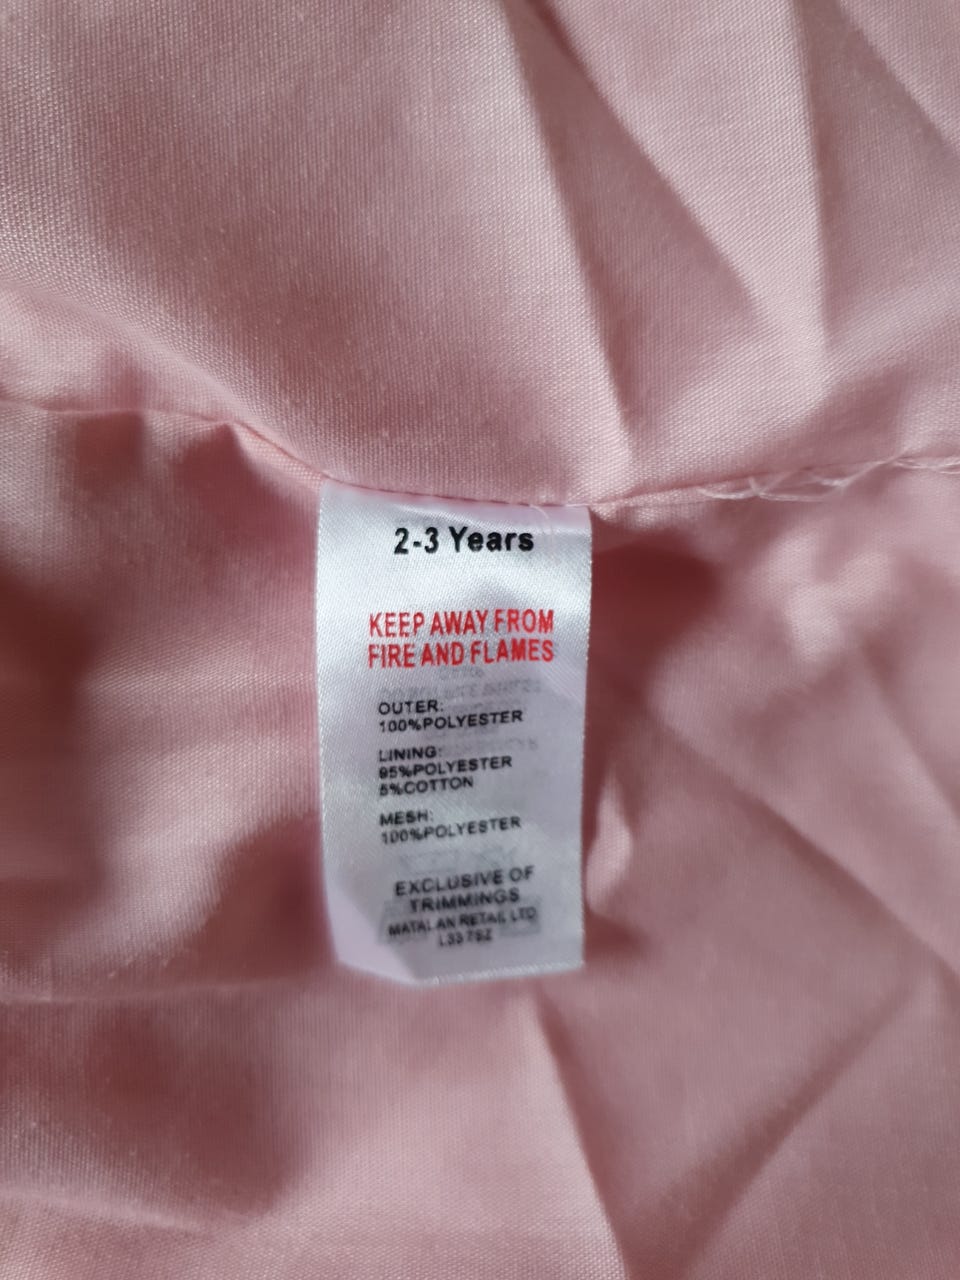 2-3 Years
KEEP AWAY FROM
FIRE AND FLAMES
OUTER:
100%POLYESTER
LINING:
95%POLYESTER
5%COTTON
MESH:
100%POLYESTER
EXCLUSIVE OF
TRIMMINGS
MATALAN RETAIL LTD
L33 7SZ